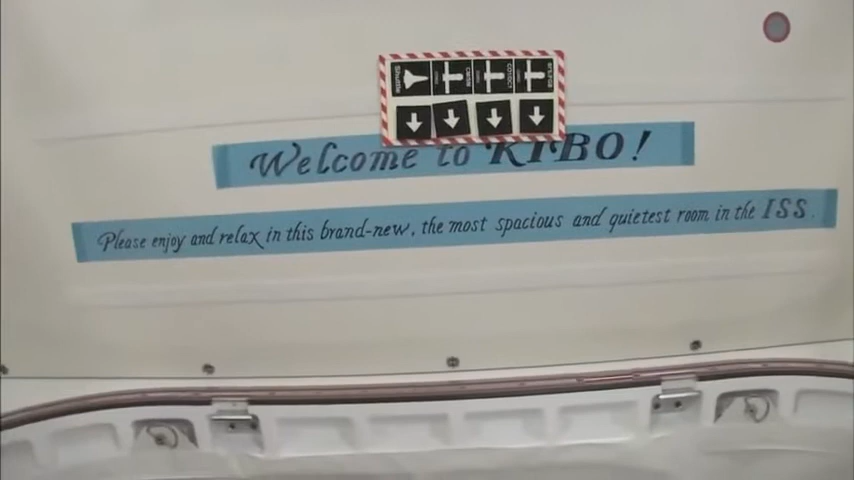 Shuttle
Welcome to KIBO!
Please enjoy and relax in this brand-new, the most spacious and quietest room in the ISS.